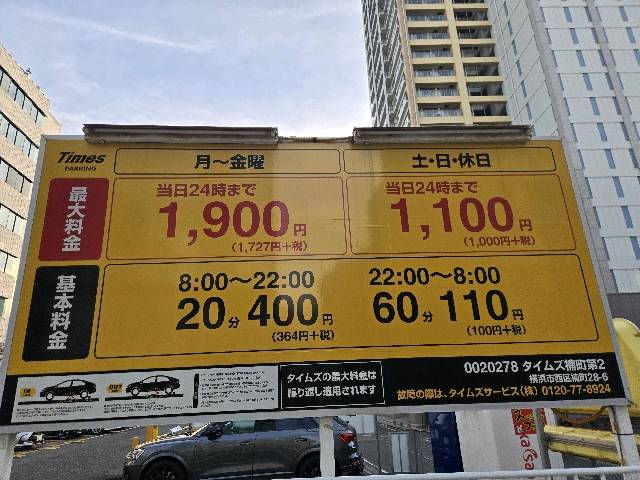 Times
PARKING
月～金曜
土・日・休日
最大料金
当日24時まで
1,900円
(1,727円+税)
当日24時まで
1,100円
(1,000円+税)
基本料金
8:00～22:00
20分400円
(364円+税)
22:00～8:00
60分110円
(100円+税)
IN
OUT
タイムズの最大料金は
繰り返し適用されます
0020278 タイムズ楠町第2
横浜市西区楠町28-6
故障の際は、タイムズサービス(株) 0120-77-8924